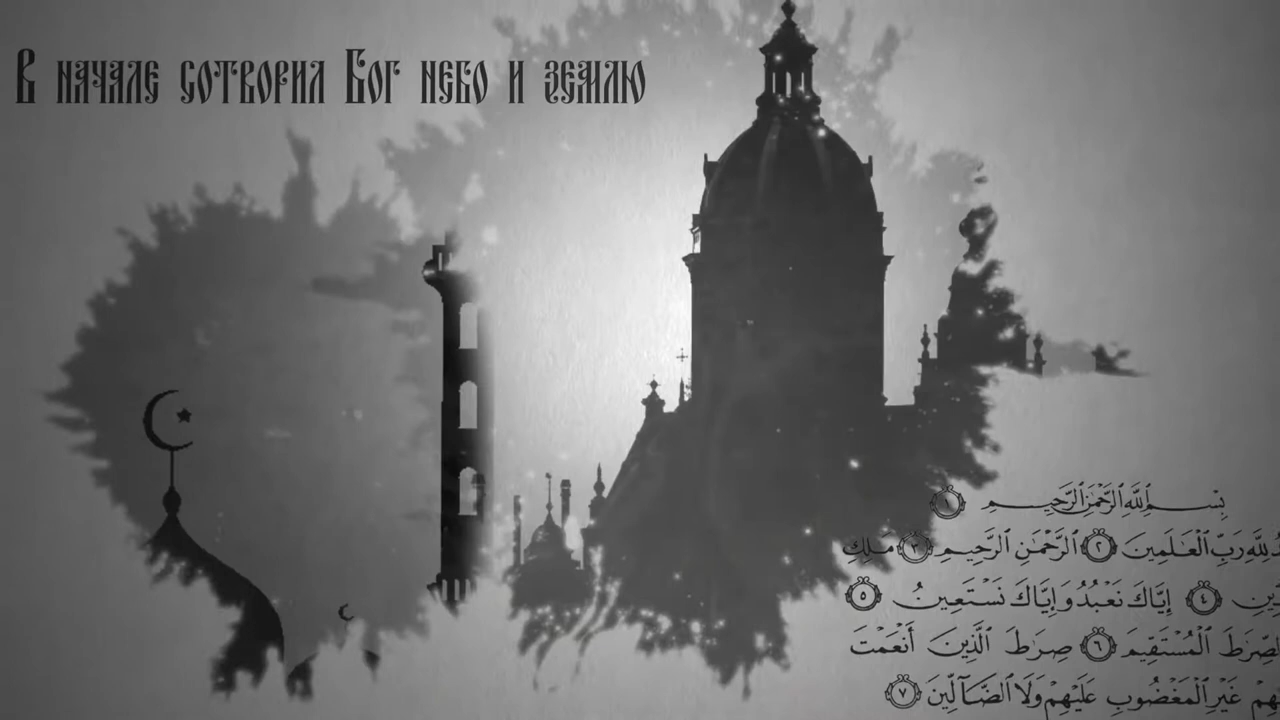 В начале сотворил Бог небо и землю
بِسْمِ ٱللَّهِ ٱلرَّحْمَٰنِ ٱلرَّحِيمِ ١
لِلَّهِ رَبِّ ٱلْعَٰلَمِينَ ٢ ٱلرَّحْمَٰنِ ٱلرَّحِيمِ ٣ مَٰلِكِ
٤ إِيَّاكَ نَعْبُدُ وَإِيَّاكَ نَسْتَعِينُ ٥
ٱلصِّرَٰطَ ٱلْمُسْتَقِيمَ ٦ صِرَٰطَ ٱلَّذِينَ أَنْعَمْتَ
غَيْرِ ٱلْمَغْضُوبِ عَلَيْهِمْ وَلَا ٱلضَّآلِّينَ ٧